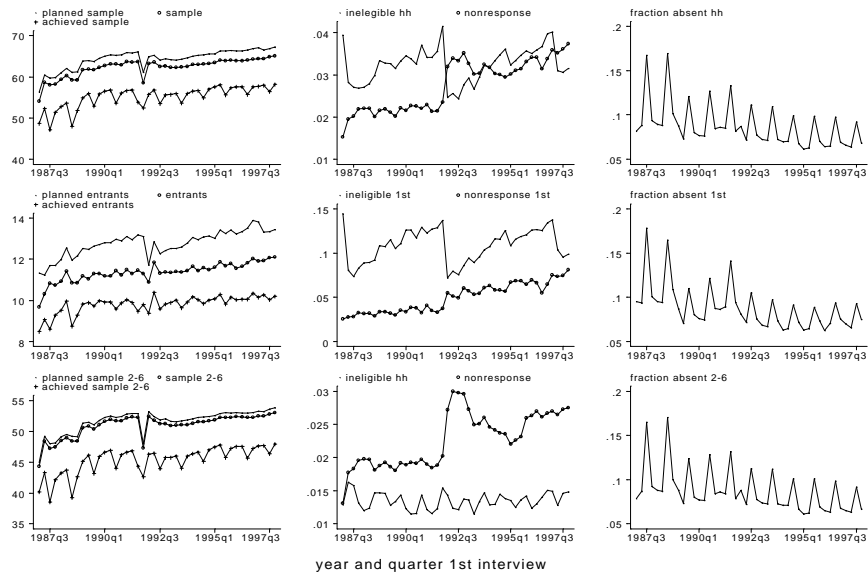 planned sample sample
achieved sample
70
60
50
40
1987q3 1990q1 1992q3 1995q1 1997q3
inelegible hh nonresponse
.04
.03
.02
.01
1987q3 1990q1 1992q3 1995q1 1997q3
fraction absent hh
.2
.15
.1
.05
1987q3 1990q1 1992q3 1995q1 1997q3
planned entrants entrants
achieved entrants
14
12
10
8
1987q3 1990q1 1992q3 1995q1 1997q3
ineligible 1st nonresponse 1st
.15
.1
.05
0
1987q3 1990q1 1992q3 1995q1 1997q3
fraction absent 1st
.2
.15
.1
.05
1987q3 1990q1 1992q3 1995q1 1997q3
planned sample 2-6 sample 2-6
achieved sample 2-6
55
50
45
40
35
1987q3 1990q1 1992q3 1995q1 1997q3
ineligible hh nonresponse
.03
.025
.02
.015
.01
1987q3 1990q1 1992q3 1995q1 1997q3
fraction absent 2-6
.2
.15
.1
.05
1987q3 1990q1 1992q3 1995q1 1997q3
year and quarter 1st interview